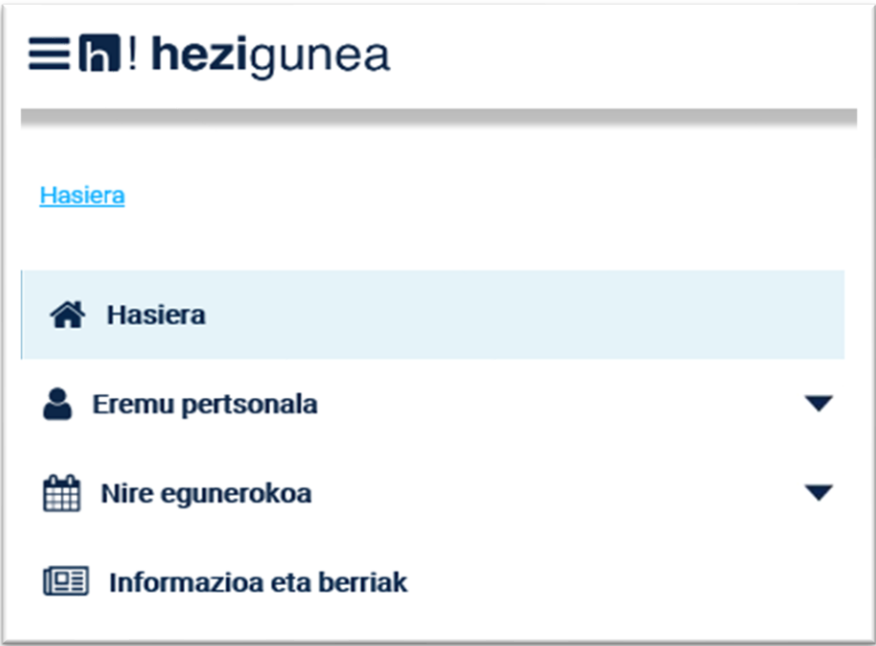 h! hezigunea
Hasiera
Hasiera
Eremu pertsonala
Nire egunerokoa
Informazioa eta berriak